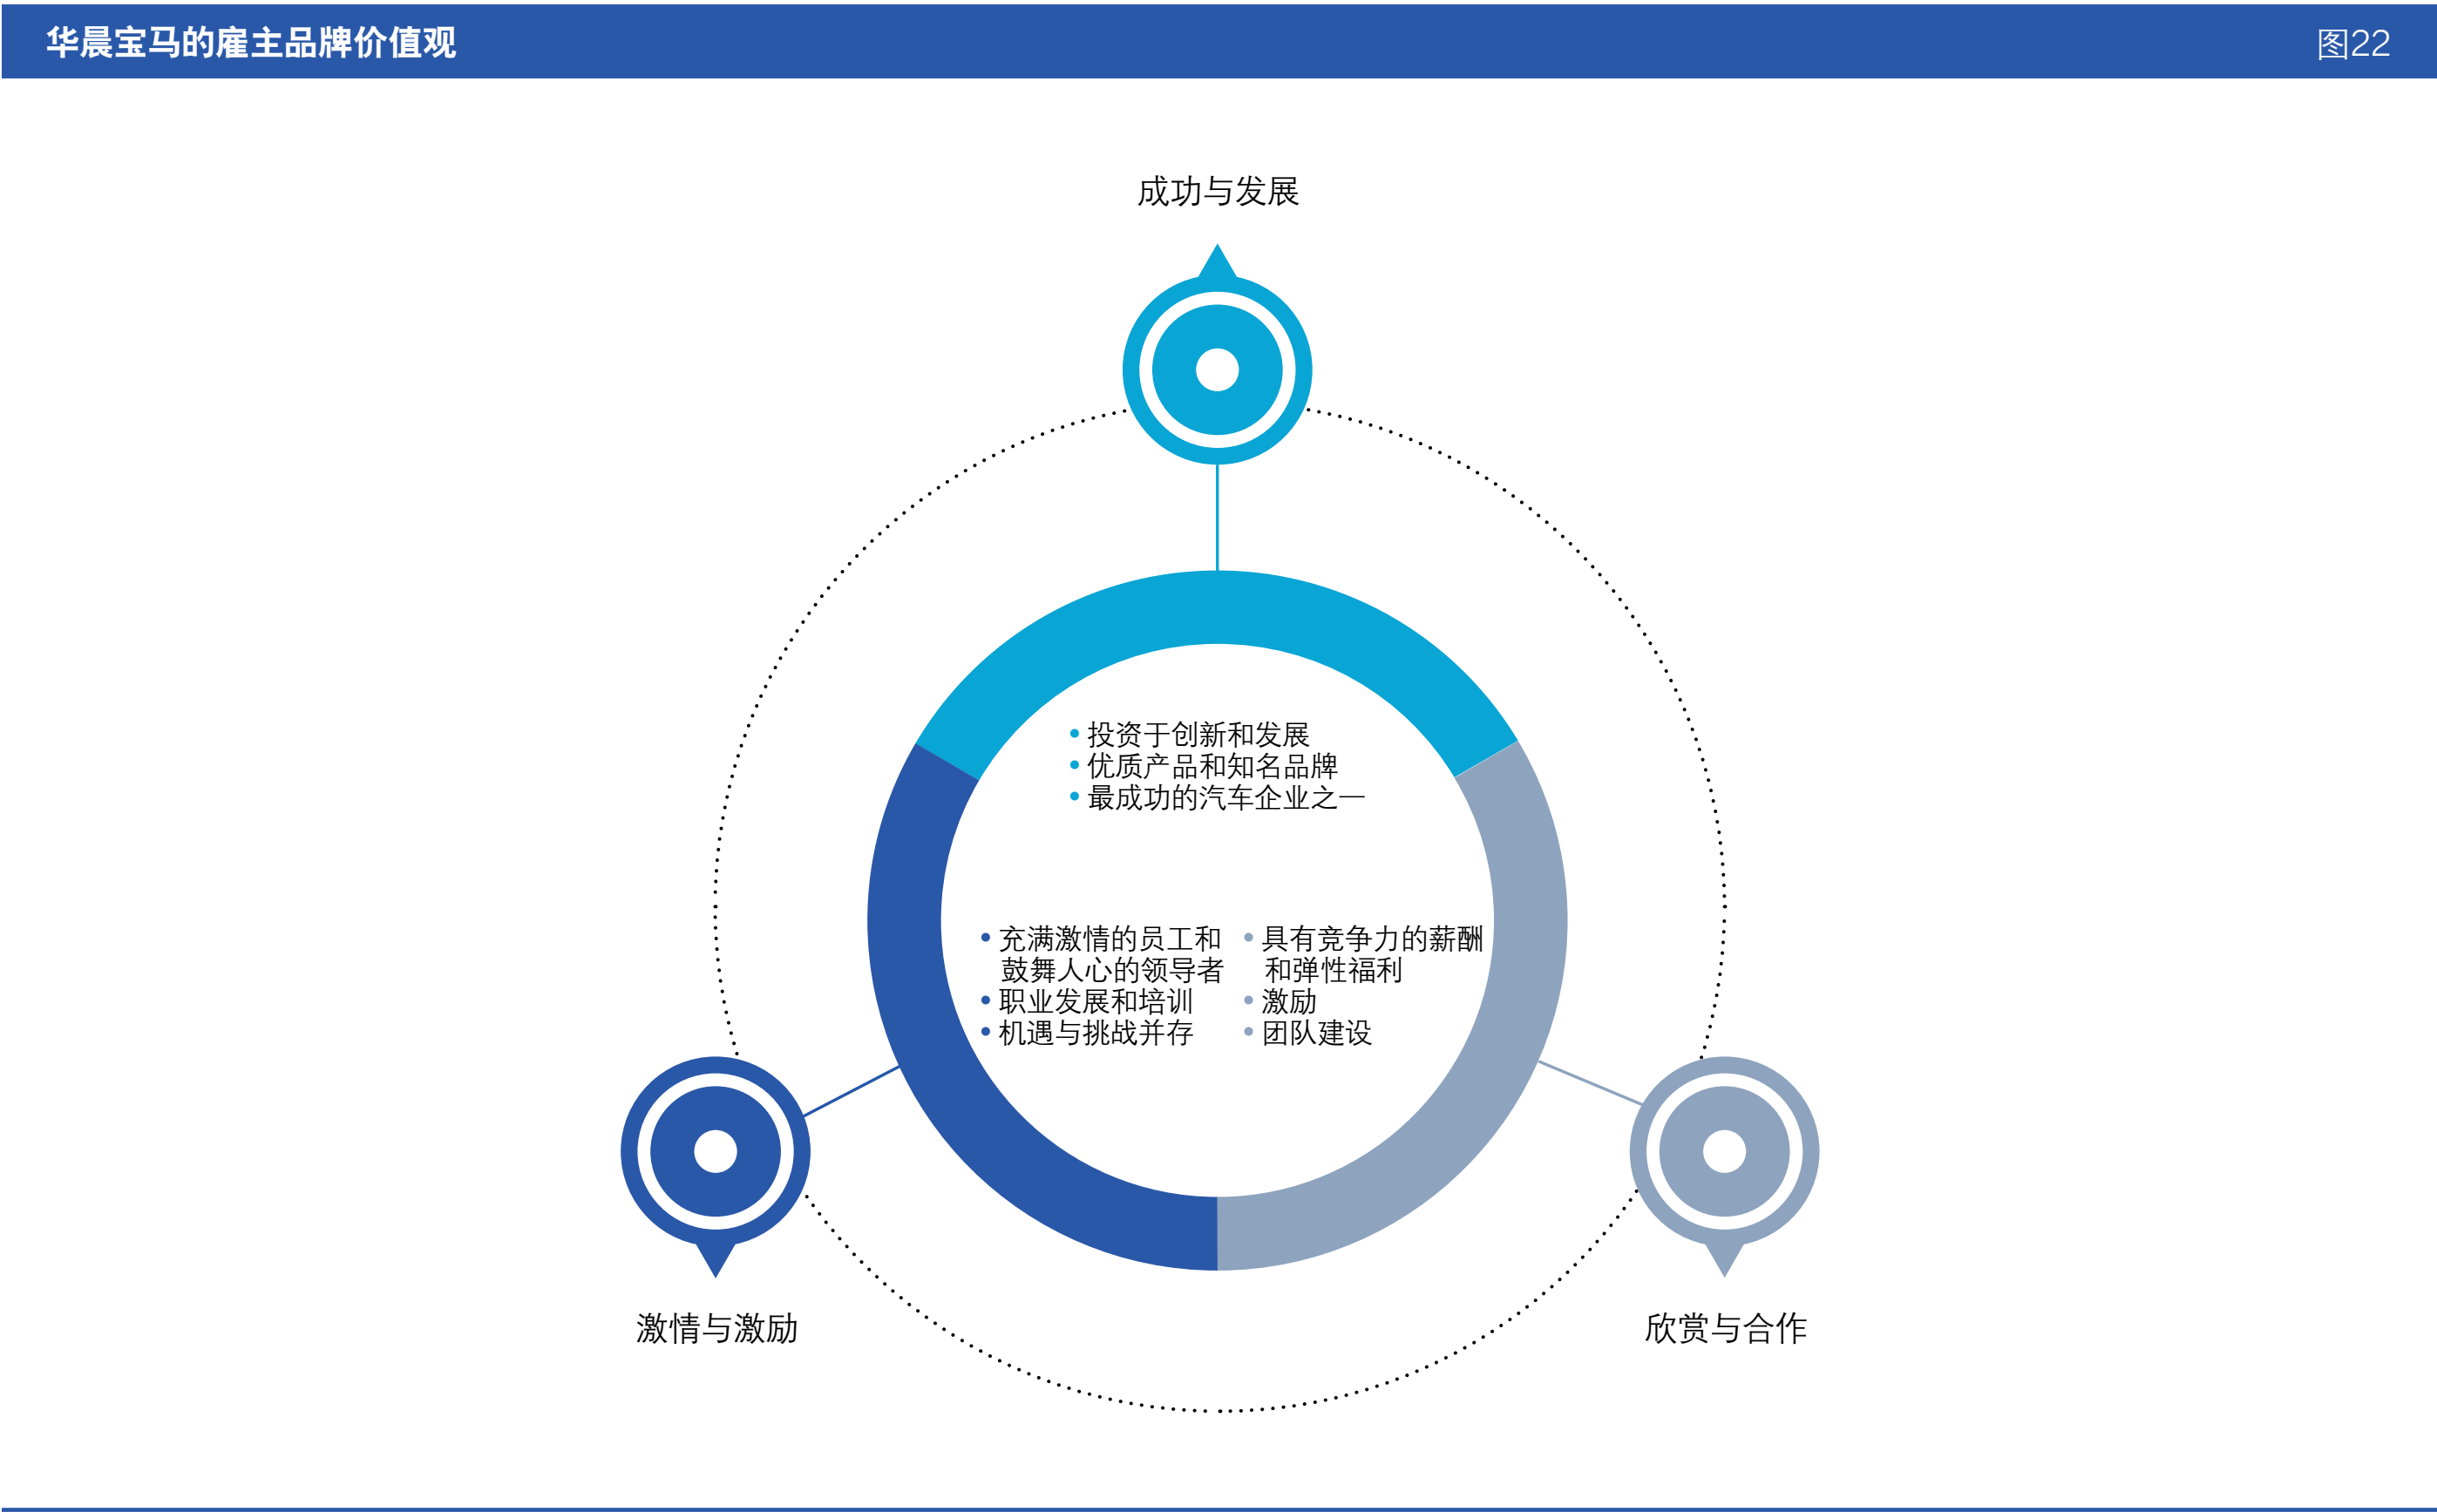 华晨宝马的雇主品牌价值观
图22
成功与发展
• 投资于创新和发展
• 优质产品和知名品牌
• 最成功的汽车企业之一
• 充满激情的员工和
鼓舞人心的领导者
• 职业发展和培训
• 机遇与挑战并存
• 具有竞争力的薪酬
和弹性福利
• 激励
• 团队建设
激情与激励
欣赏与合作